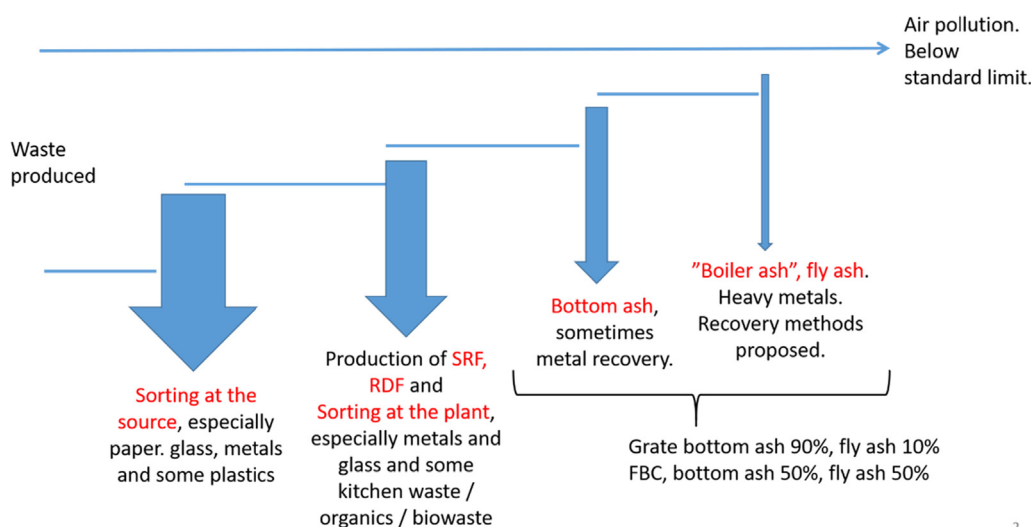 Air pollution.
Below
standard limit.
Waste
produced
Sorting at the
source, especially
paper. glass, metals
and some plastics
Production of SRF,
RDF and
Sorting at the plant,
especially metals and
glass and some
kitchen waste /
organics / biowaste
Bottom ash,
sometimes
metal recovery.
”Boiler ash”, fly ash.
Heavy metals.
Recovery methods
proposed.
Grate bottom ash 90%, fly ash 10%
FBC, bottom ash 50%, fly ash 50%